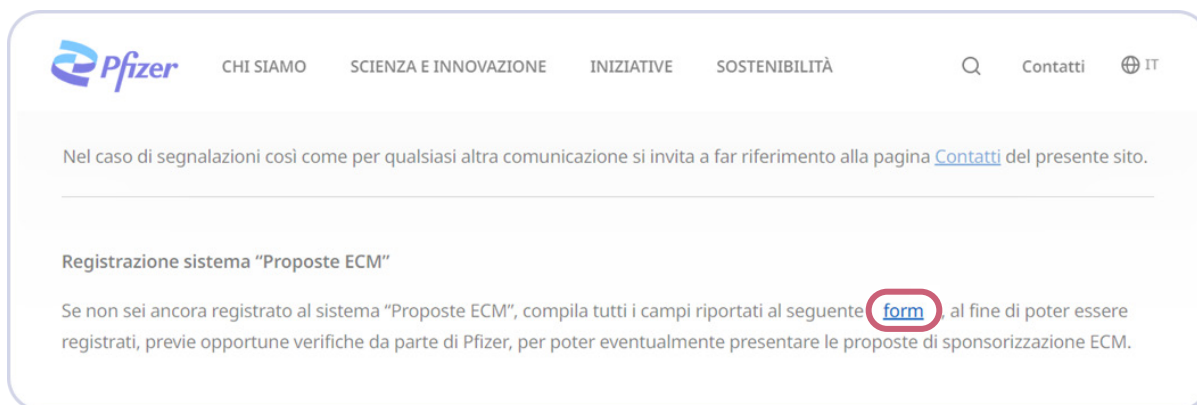 Pfizer CHI SIAMO SCIENZA E INNOVAZIONE INIZIATIVE SOSTENIBILITÀ Contatti IT
Nel caso di segnalazioni così come per qualsiasi altra comunicazione si invita a far riferimento alla pagina Contatti del presente sito.
Registrazione sistema “Proposte ECM”
Se non sei ancora registrato al sistema “Proposte ECM”, compila tutti i campi riportati al seguente form , al fine di poter essere
registrati, previe opportune verifiche da parte di Pfizer, per poter eventualmente presentare le proposte di sponsorizzazione ECM.